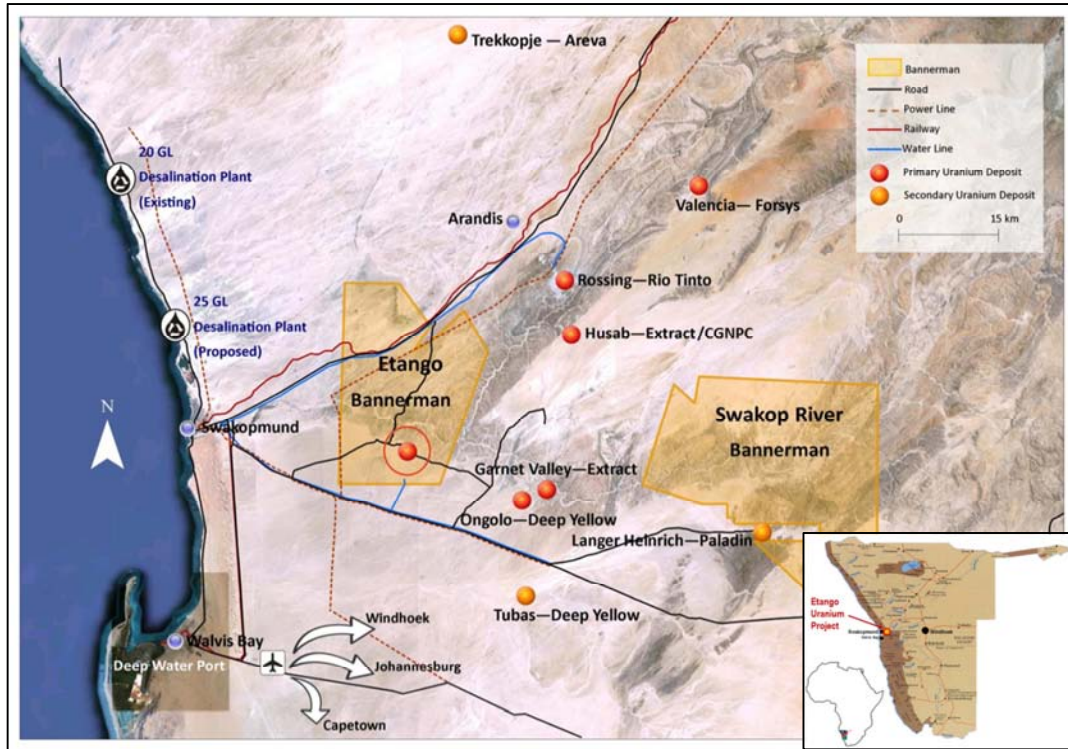 Trekkopje — Areva
Bannerman
Road
Power Line
Railway
Water Line
Primary Uranium Deposit
Secondary Uranium Deposit
0 15 km
20 GL
Desalination Plant
(Existing)
Valencia— Forsys
Arandis
Rossing—Rio Tinto
25 GL
Desalination Plant
(Proposed)
Husab—Extract/CGNPC
Etango
Bannerman
Swakop River
Bannerman
N
Swakopmund
Garnet Valley—Extract
Ongolo—Deep Yellow
Langer Heinrich—Paladin
Tubas—Deep Yellow
Windhoek
Walvis Bay
Deep Water Port
Johannesburg
Capetown
Etango
Uranium
Project
Windhoek